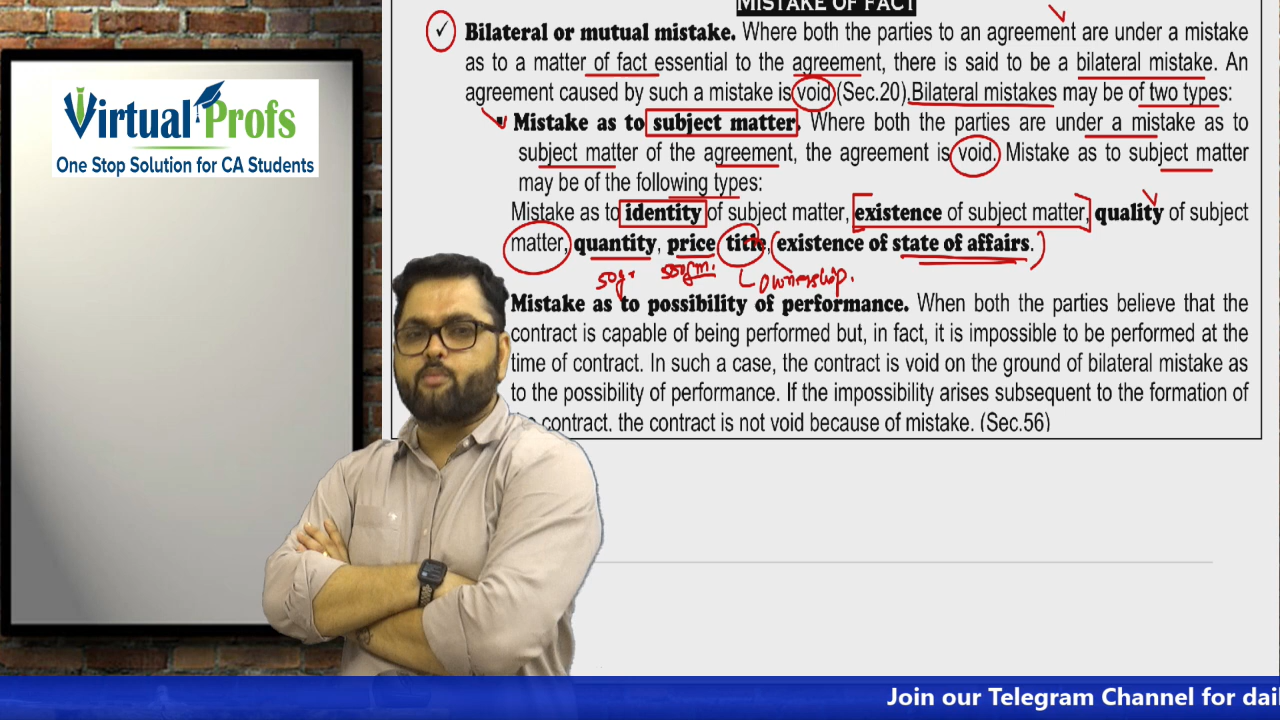 MISTAKE OF FACT
Bilateral or mutual mistake. Where both the parties to an agreement are under a mistake
as to a matter of fact essential to the agreement, there is said to be a bilateral mistake. An
agreement caused by such a mistake is void (Sec.20). Bilateral mistakes may be of two types:
Mistake as to subject matter. Where both the parties are under a mistake as to
subject matter of the agreement, the agreement is void. Mistake as to subject matter
may be of the following types:
Mistake as to identity of subject matter, existence of subject matter, quality of subject
matter, quantity, price title, existence of state of affairs.
ownership.
Mistake as to possibility of performance. When both the parties believe that the
contract is capable of being performed but, in fact, it is impossible to be performed at the
time of contract. In such a case, the contract is void on the ground of bilateral mistake as
to the possibility of performance. If the impossibility arises subsequent to the formation of
contract, the contract is not void because of mistake. (Sec.56)
Virtual Profs
One Stop Solution for CA Students
Join our Telegram Channel for dai